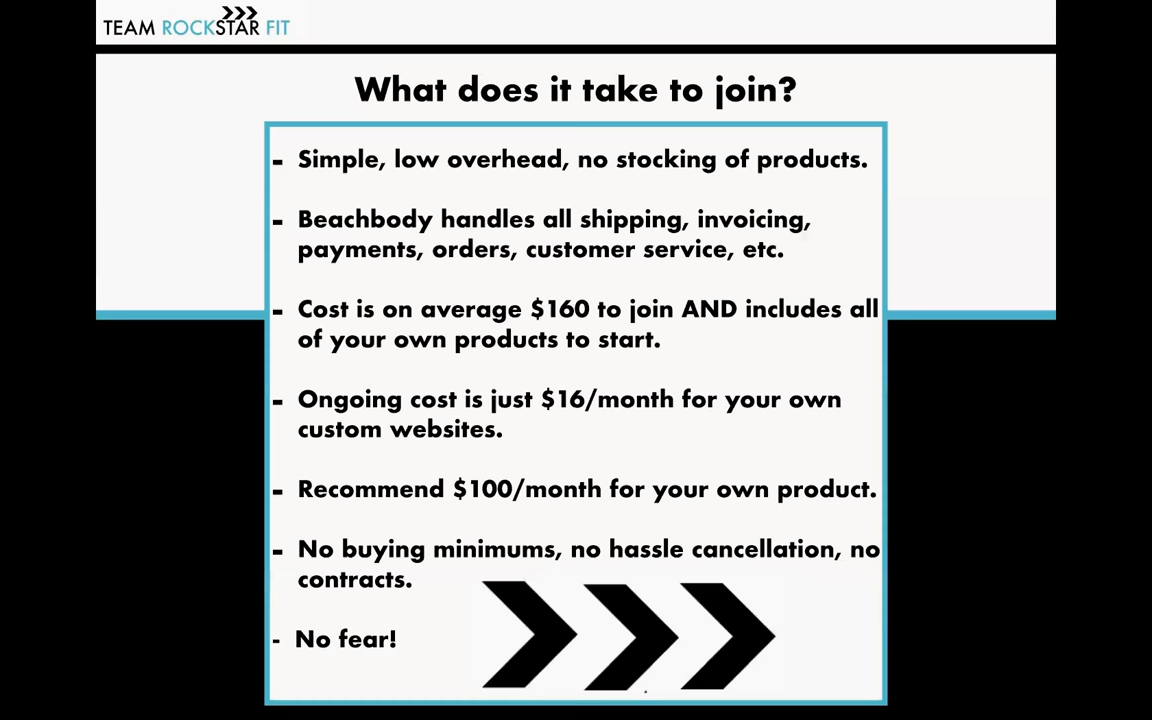 TEAM ROCKSTAR FIT
What does it take to join?
- Simple, low overhead, no stocking of products.
- Beachbody handles all shipping, invoicing,
payments, orders, customer service, etc.
- Cost is on average $160 to join AND includes all
of your own products to start.
- Ongoing cost is just $16/month for your own
custom websites.
- Recommend $100/month for your own product.
- No buying minimums, no hassle cancellation, no
contracts.
- No fear!